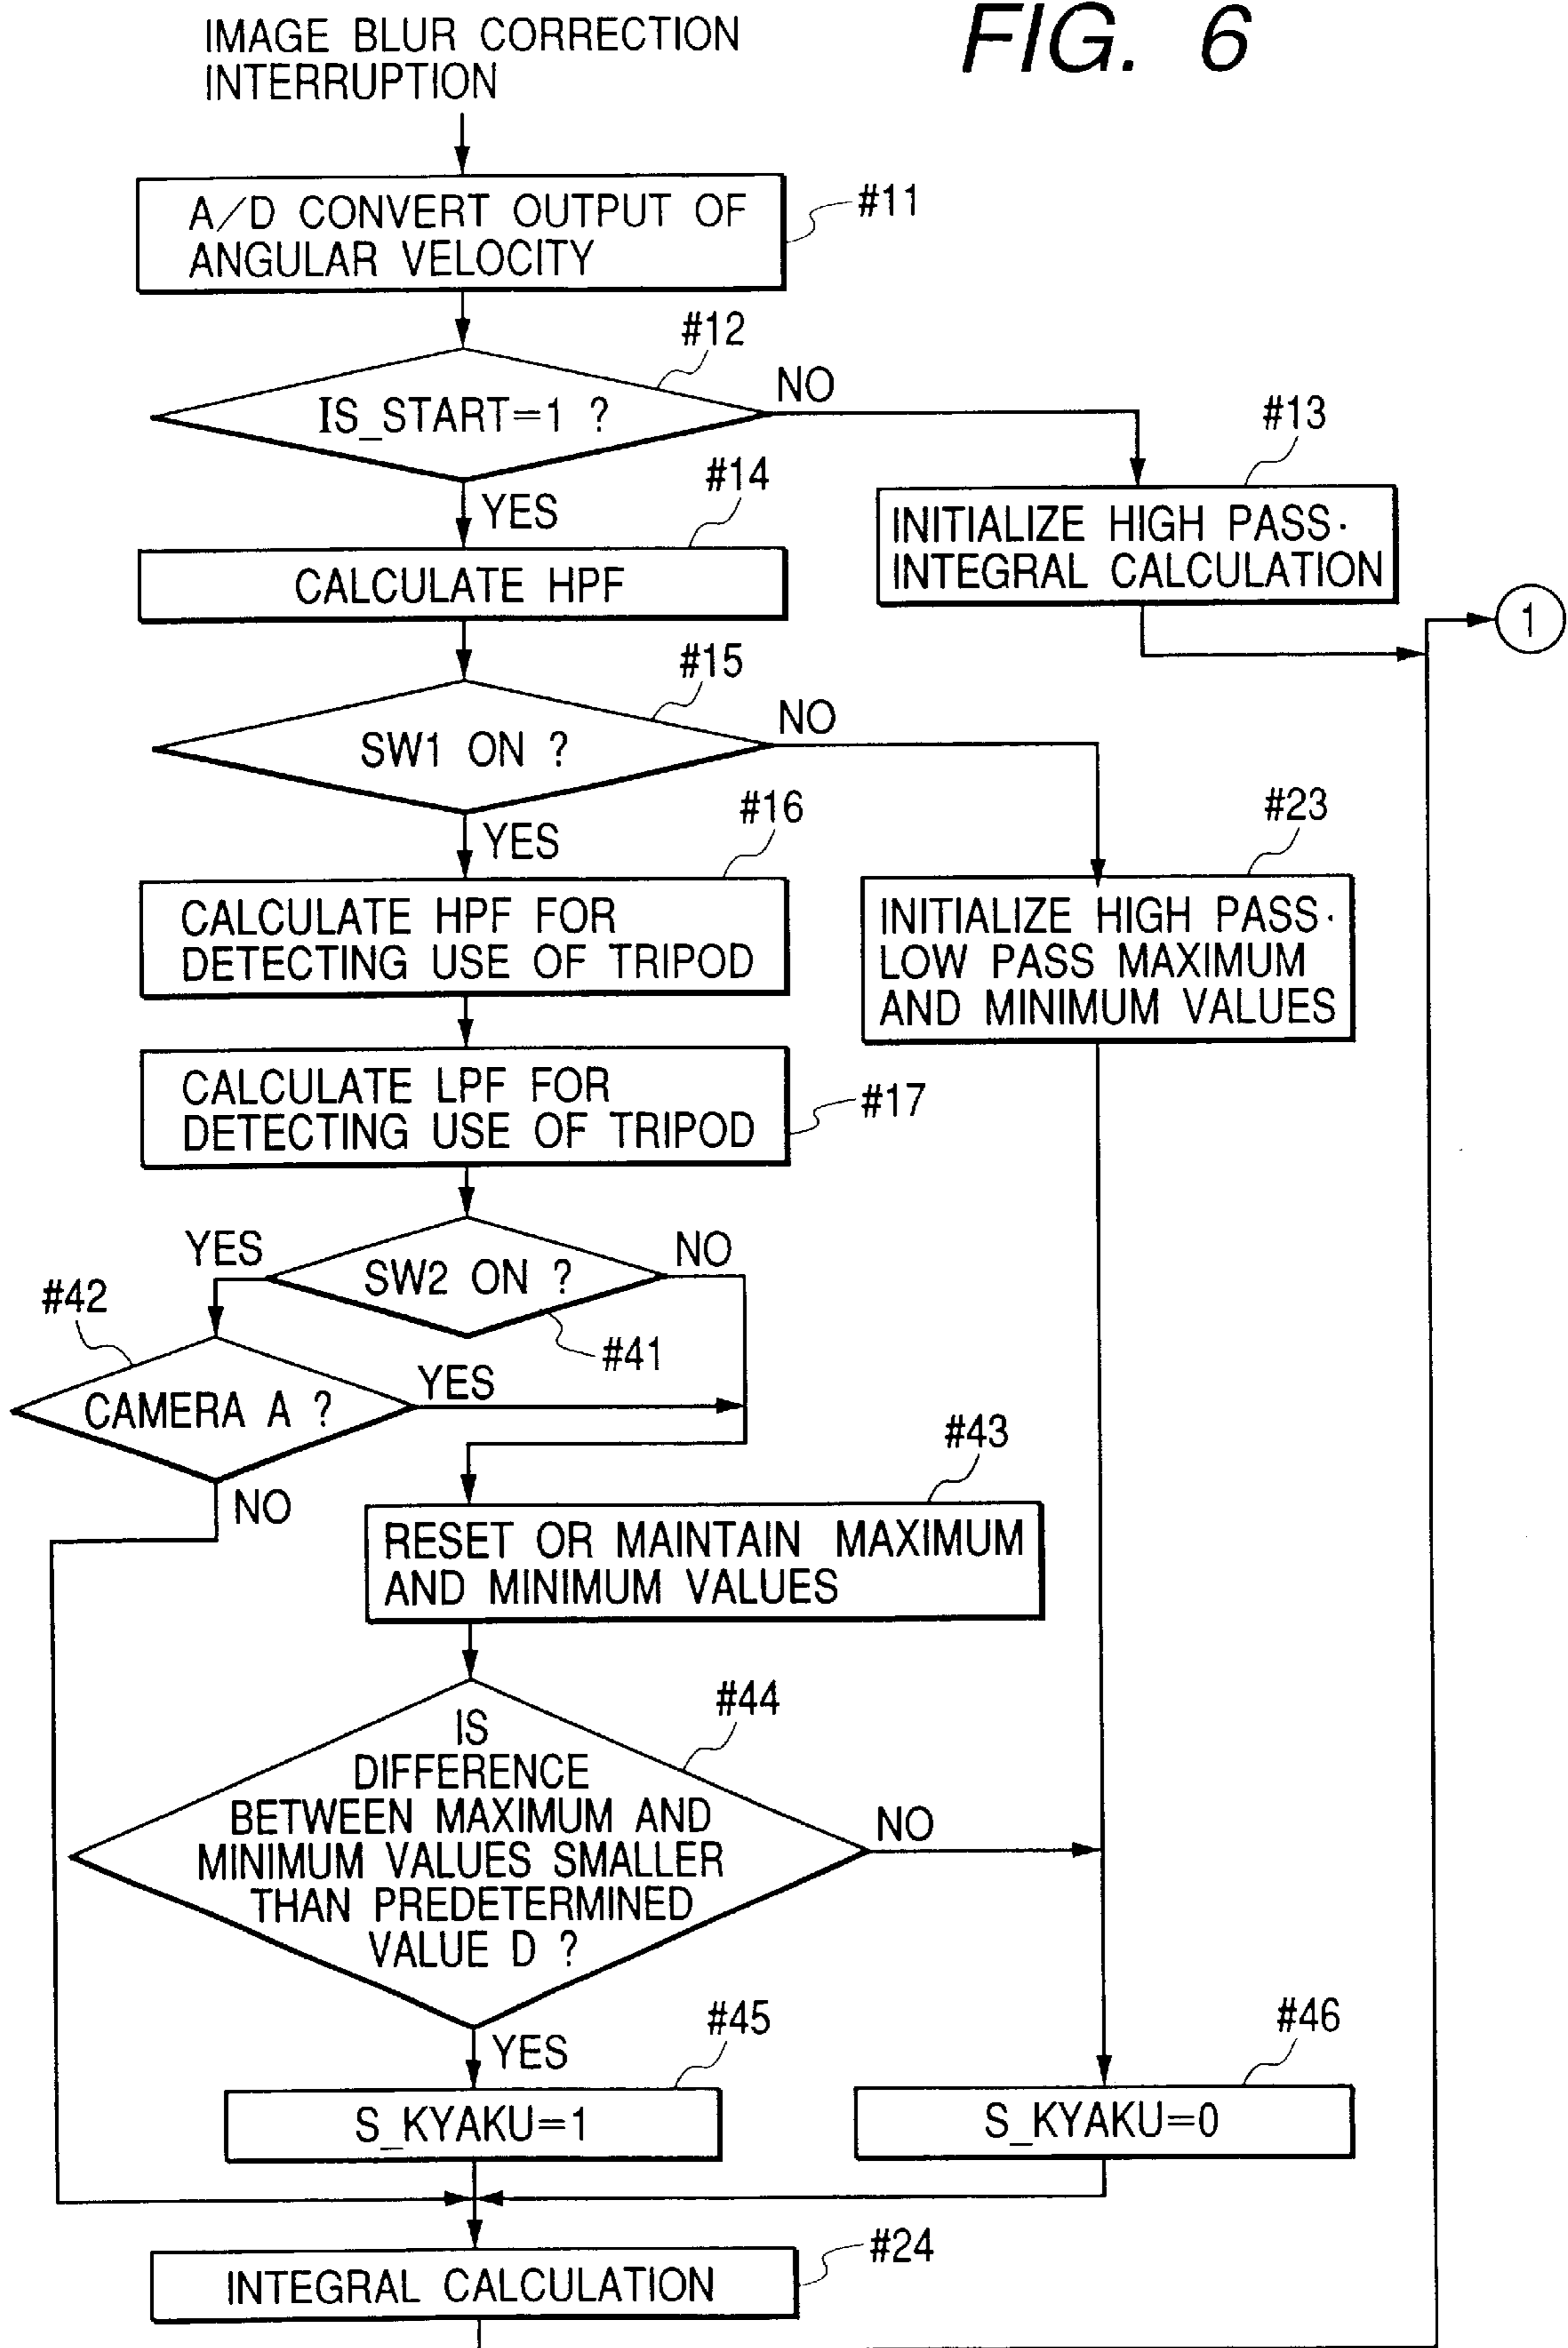 FIG. 6
IMAGE BLUR CORRECTION
INTERRUPTION
A/D CONVERT OUTPUT OF
ANGULAR VELOCITY
#11
#12
IS_START=1 ?
NO
YES
#13
INITIALIZE HIGH PASS·
INTEGRAL CALCULATION
#14
CALCULATE HPF
1
#15
SW1 ON ?
NO
YES
#16
CALCULATE HPF FOR
DETECTING USE OF TRIPOD
#23
INITIALIZE HIGH PASS·
LOW PASS MAXIMUM
AND MINIMUM VALUES
CALCULATE LPF FOR
DETECTING USE OF TRIPOD
#17
YES
SW2 ON ?
NO
#41
#42
CAMERA A ?
YES
NO
#43
RESET OR MAINTAIN MAXIMUM
AND MINIMUM VALUES
#44
IS
DIFFERENCE
BETWEEN MAXIMUM AND
MINIMUM VALUES SMALLER
THAN PREDETERMINED
VALUE D ?
NO
YES
#45
S_KYAKU=1
#46
S_KYAKU=0
#24
INTEGRAL CALCULATION